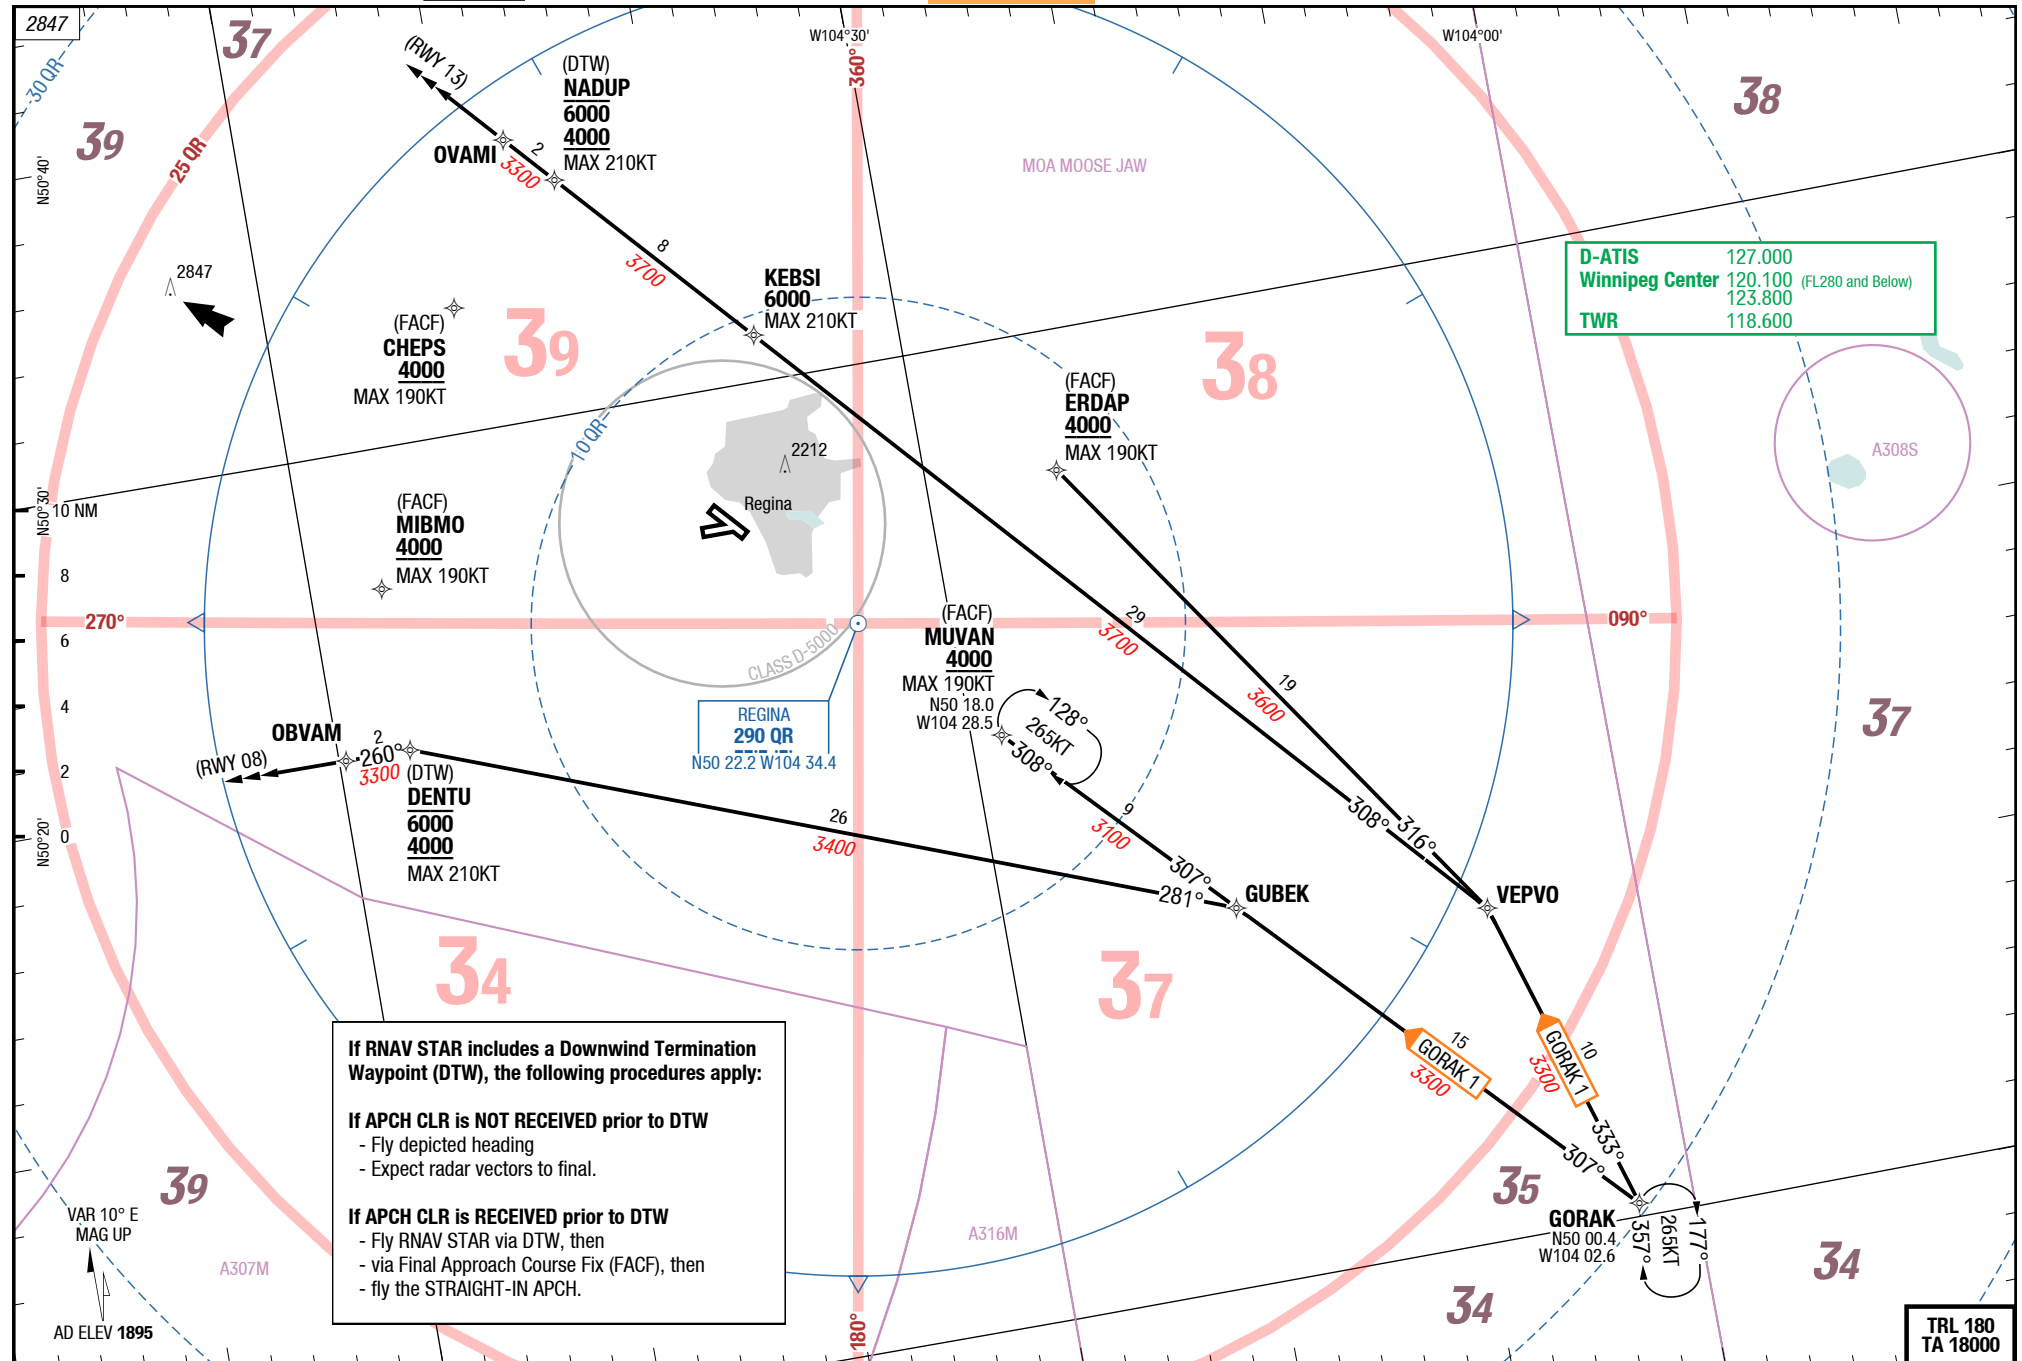 2847
37
W104°30'
W104°00'
30 QR
39
25 QR
N50°40'
(RWY 13)
OVAMI
2
3300
(DTW)
NADUP
6000
4000
MAX 210KT
360°
MOA MOOSE JAW
38
D-ATIS 127.000
Winnipeg Center 120.100 (FL280 and Below)
123.800
TWR 118.600
8
3700
KEBSI
6000
MAX 210KT
2847
(FACF)
CHEPS
4000
MAX 190KT
39
38
(FACF)
ERDAP
4000
MAX 190KT
10 QR
2212
Regina
A308S
N50°30'
10 NM
8
6
4
2
0
N50°20'
(FACF)
MIBMO
4000
MAX 190KT
270°
090°
CLASS D-5000
(FACF)
MUVAN
4000
MAX 190KT
N50 18.0
W104 28.5
128°
265KT
308°
29
3700
19
3600
37
REGINA
290 QR
N50 22.2 W104 34.4
OBVAM
(RWY 08)
2
260°
3300
(DTW)
DENTU
6000
4000
MAX 210KT
26
3400
9
3100
307°
281°
GUBEK
308°
316°
VEPVO
34
37
15
GORAK 1
3300
10
GORAK 1
3300
333°
307°
If RNAV STAR includes a Downwind Termination
Waypoint (DTW), the following procedures apply:
If APCH CLR is NOT RECEIVED prior to DTW
- Fly depicted heading
- Expect radar vectors to final.
If APCH CLR is RECEIVED prior to DTW
- Fly RNAV STAR via DTW, then
- via Final Approach Course Fix (FACF), then
- fly the STRAIGHT-IN APCH.
39
35
GORAK
N50 00.4
W104 02.6
357°
265KT
177°
VAR 10° E
MAG UP
A307M
A316M
34
34
AD ELEV 1895
180°
TRL 180
TA 18000